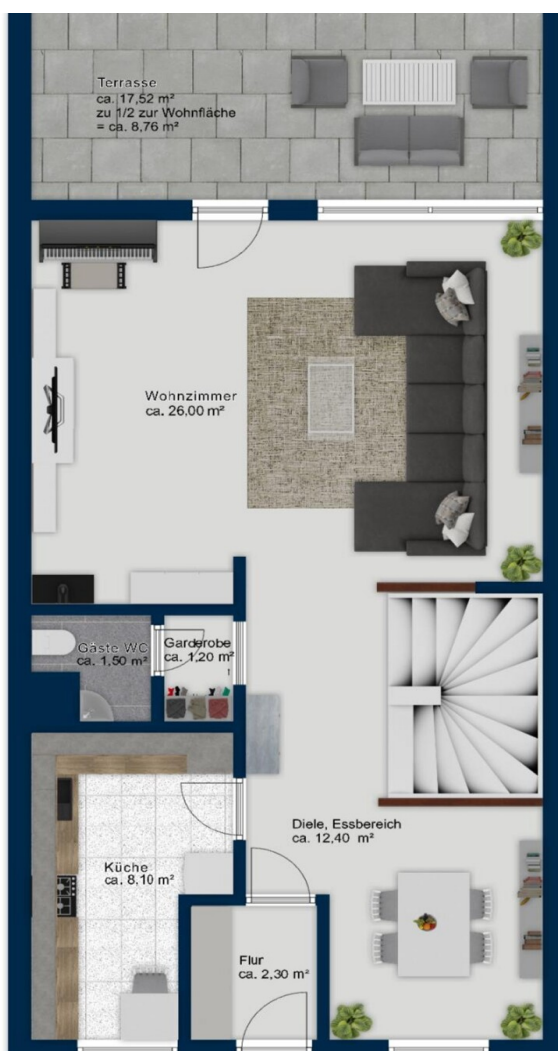 Terrasse
ca. 17,52 m²
zu 1/2 zur Wohnfläche
= ca. 8,76 m²
Wohnzimmer
ca. 26,00 m²
Gäste WC
ca. 1,50 m²
Garderobe
ca. 1,20 m²
Diele, Essbereich
ca. 12,40 m²
Küche
ca. 8,10 m²
Flur
ca. 2,30 m²